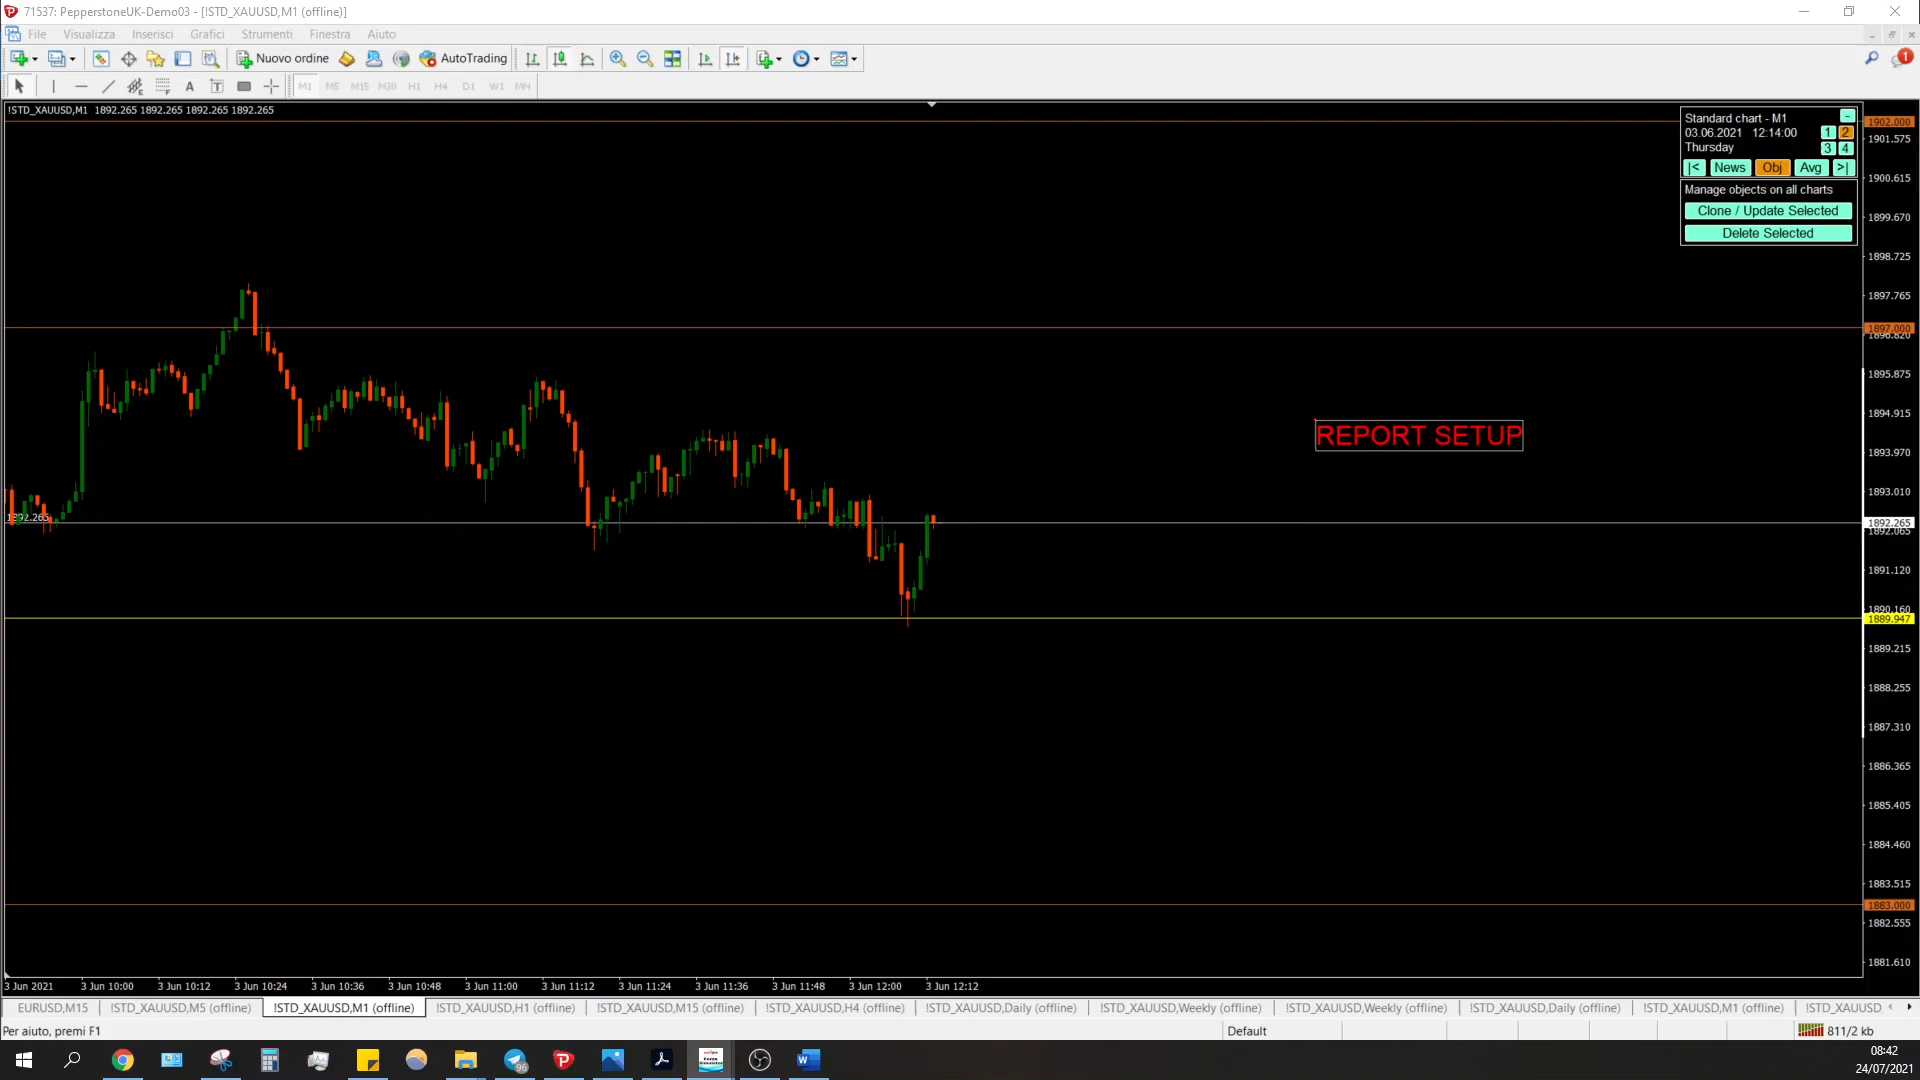 71537: PepperstoneUK-Demo03 - [!STD_XAUUSD,M1 (offline)]
File Visualizza Inserisci Grafici Strumenti Finestra Aiuto
Nuovo ordine AutoTrading 1
A T M1 M5 M15 M30 H1 H4 D1 W1 MN
!STD_XAUUSD,M1 1892.265 1892.265 1892.265 1892.265
Standard chart - M1 -
03.06.2021 12:14:00 1 2
Thursday 3 4
|< News Obj Avg >|
Manage objects on all charts
Clone / Update Selected
Delete Selected
1902.000
1901.575
1900.615
1899.670
1898.725
1897.765
1897.000
1896.820
1895.875
1894.915
REPORT SETUP
1893.970
1893.010
1892.265
1892.265
1892.065
1891.120
1890.160
1889.947
1889.215
1888.255
1887.310
1886.365
1885.405
1884.460
1883.515
1883.000
1882.555
1881.610
3 Jun 2021 3 Jun 10:00 3 Jun 10:12 3 Jun 10:24 3 Jun 10:36 3 Jun 10:48 3 Jun 11:00 3 Jun 11:12 3 Jun 11:24 3 Jun 11:36 3 Jun 11:48 3 Jun 12:00 3 Jun 12:12
EURUSD,M15 !STD_XAUUSD,M5 (offline) !STD_XAUUSD,M1 (offline) !STD_XAUUSD,H1 (offline) !STD_XAUUSD,M15 (offline) !STD_XAUUSD,H4 (offline) !STD_XAUUSD,Daily (offline) !STD_XAUUSD,Weekly (offline) !STD_XAUUSD,Weekly (offline) !STD_XAUUSD,Daily (offline) !STD_XAUUSD,M1 (offline) !STD_XAUUSD
Per aiuto, premi F1 Default 811/2 kb
96
08:42
24/07/2021